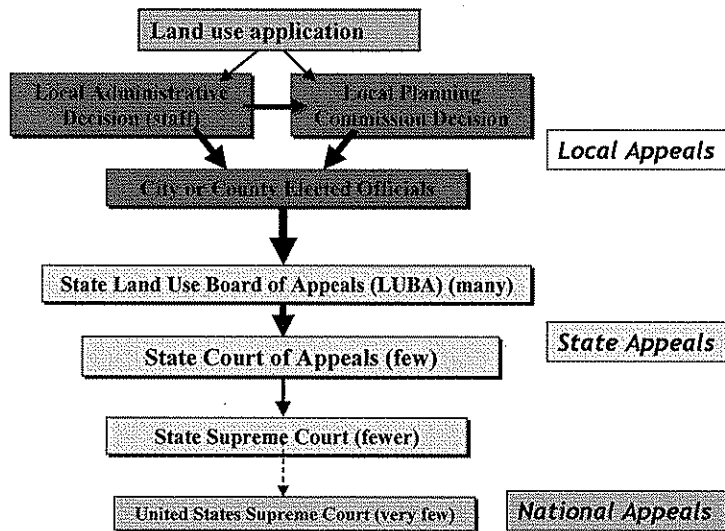 Land use application
Local Administrative
Decision (staff)
Local Planning
Commission Decision
Local Appeals
City or County Elected Officials
State Land Use Board of Appeals (LUBA) (many)
State Court of Appeals (few)
State Appeals
State Supreme Court (fewer)
United States Supreme Court (very few)
National Appeals